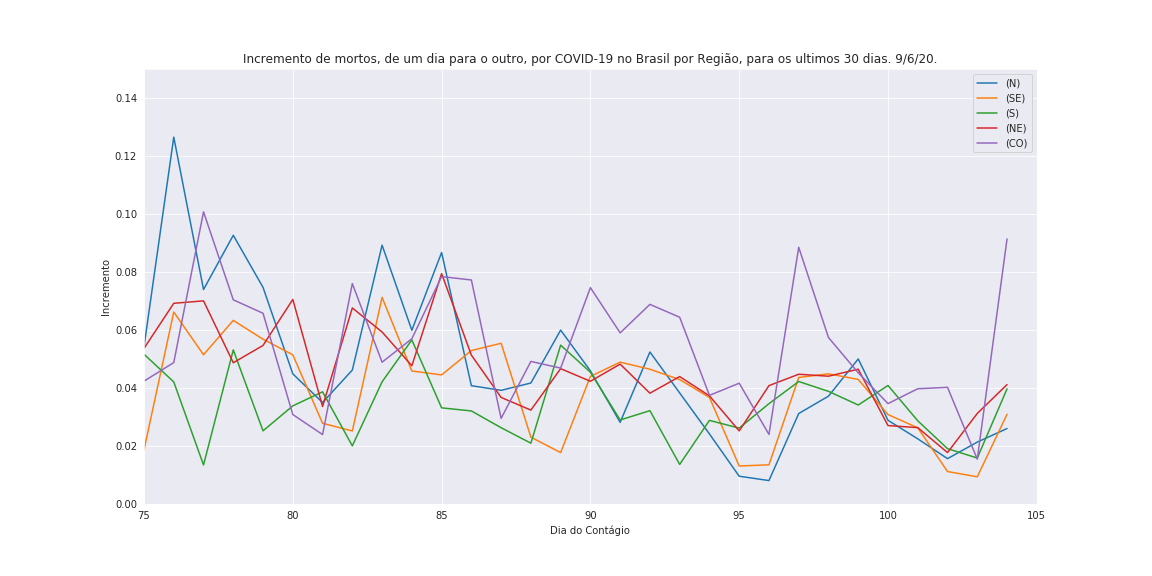 Incremento de mortos, de um dia para o outro, por COVID-19 no Brasil por Região, para os ultimos 30 dias. 9/6/20.
(N)
(SE)
(S)
(NE)
(CO)
0.14
0.12
0.10
0.08
0.06
0.04
0.02
0.00
Incremento
75 80 85 90 95 100 105
Dia do Contágio